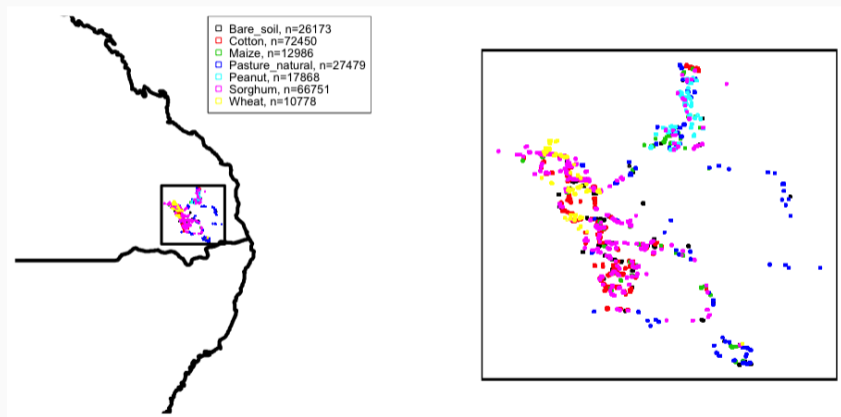 Bare_soil, n=26173
Cotton, n=72450
Maize, n=12986
Pasture_natural, n=27479
Peanut, n=17868
Sorghum, n=66751
Wheat, n=10778